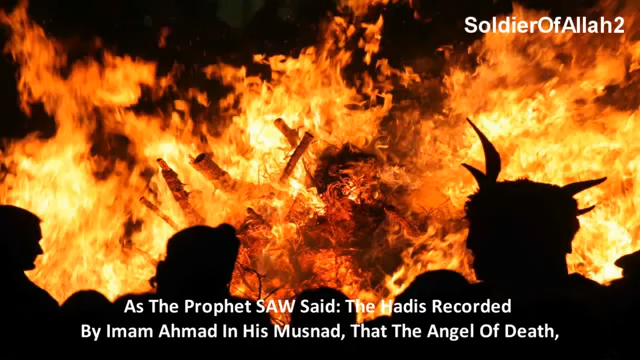 SoldierOfAllah2
As The Prophet SAW Said: The Hadis Recorded
By Imam Ahmad In His Musnad, That The Angel Of Death,